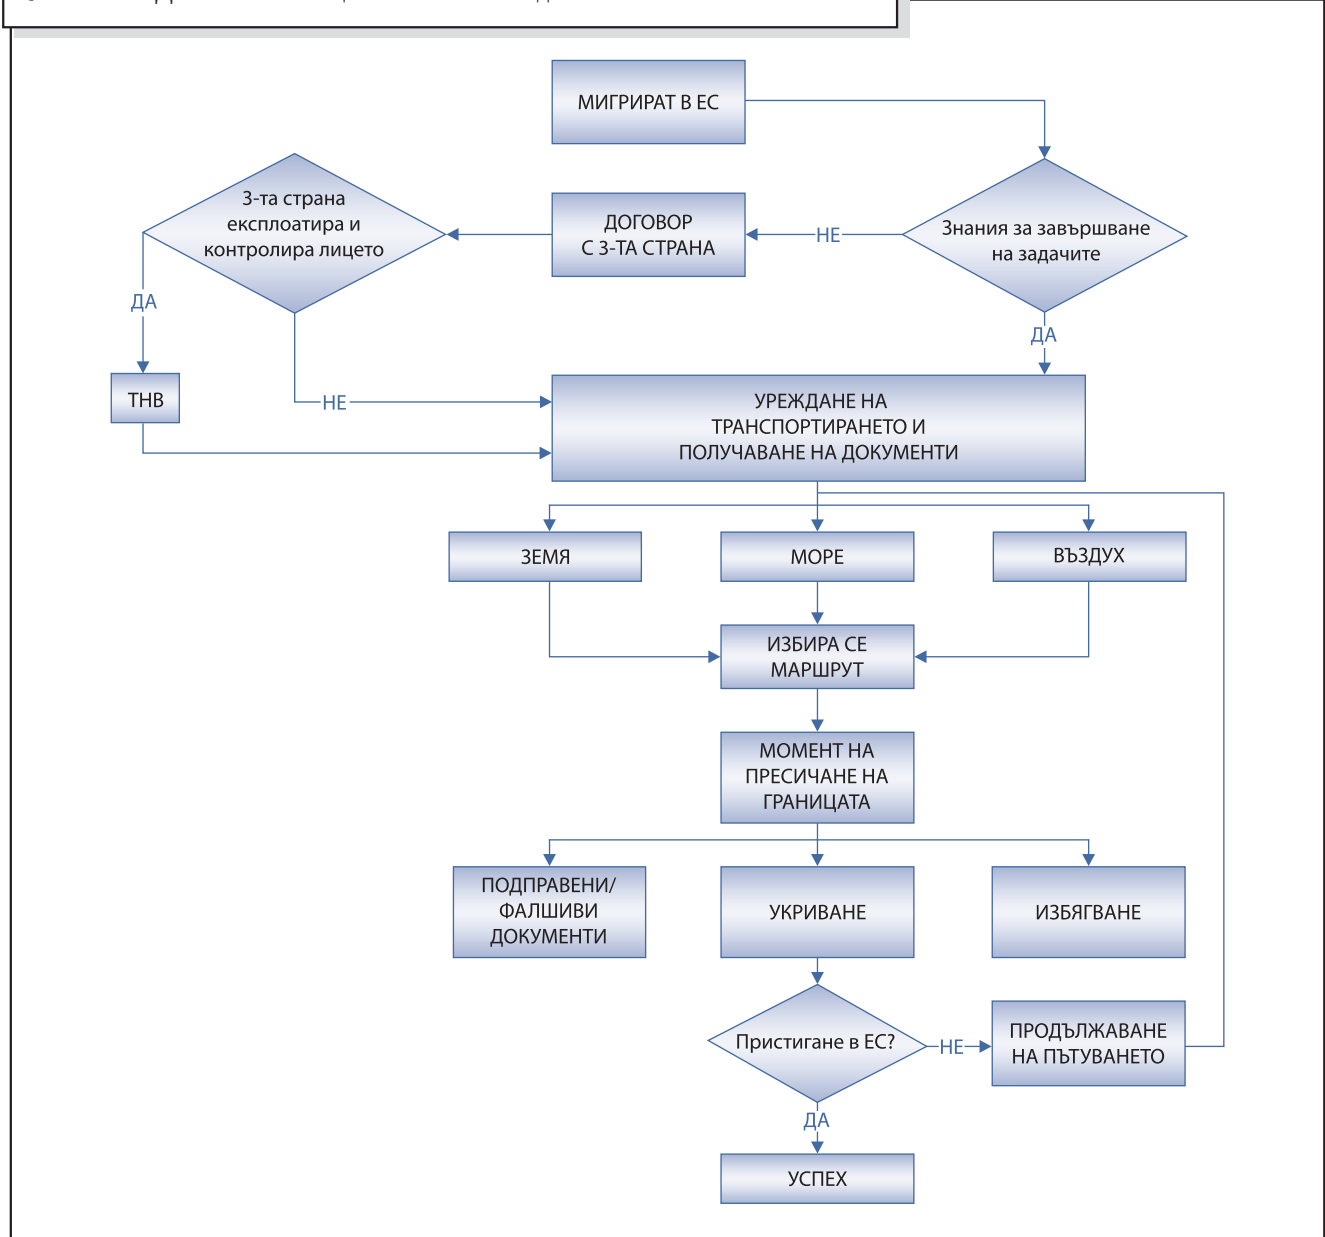 МИГРИРАТ В ЕС
3-та страна
експлоатира и
контролира лицето
ДОГОВОР
С 3-ТА СТРАНА
НЕ
Знания за завършване
на задачите
ДА
ДА
ТНВ
НЕ
УРЕЖДАНЕ НА
ТРАНСПОРТИРАНЕТО И
ПОЛУЧАВАНЕ НА ДОКУМЕНТИ
ЗЕМЯ
МОРЕ
ВЪЗДУХ
ИЗБИРА СЕ
МАРШРУТ
МОМЕНТ НА
ПРЕСИЧАНЕ НА
ГРАНИЦАТА
ПОДПРАВЕНИ/
ФАЛШИВИ
ДОКУМЕНТИ
УКРИВАНЕ
ИЗБЯГВАНЕ
Пристигане в ЕС?
НЕ
ПРОДЪЛЖАВАНЕ
НА ПЪТУВАНЕТО
ДА
УСПЕХ